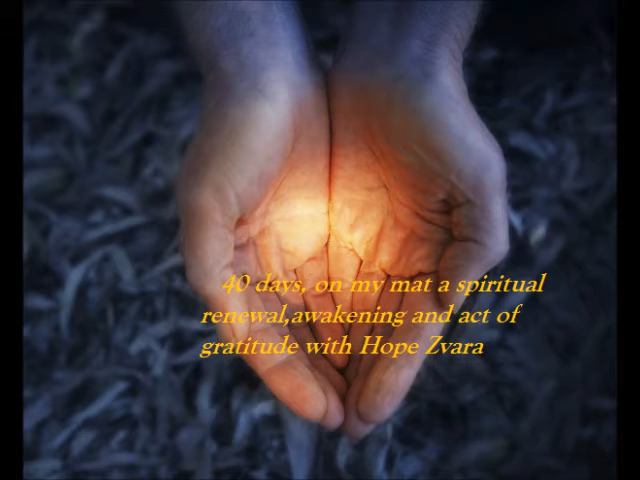 40 days, on my mat a spiritual
renewal,awakening and act of
gratitude with Hope Zvara